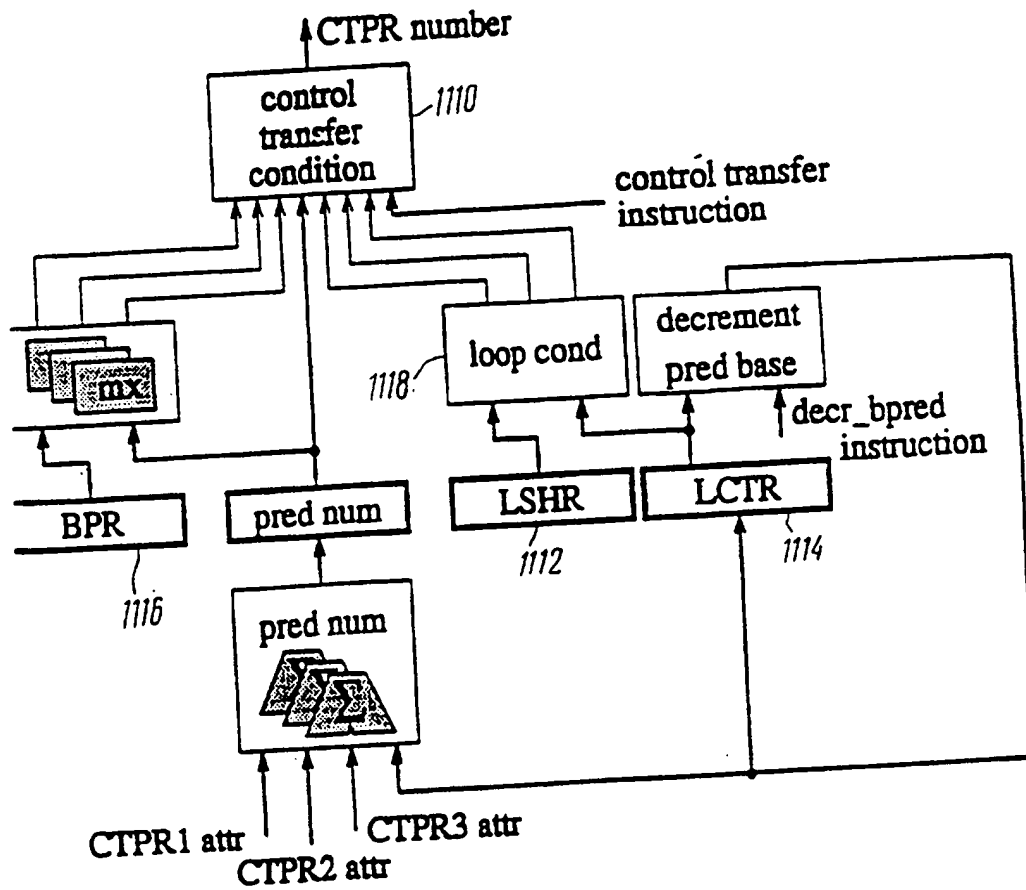 CTPR number
control
transfer
condition
1110
control transfer
instruction
mx
loop cond
1118
decrement
pred base
decr_bpred
instruction
BPR
1116
pred num
LSHR
1112
LCTR
1114
pred num
Σ
Σ
Σ
CTPR1 attr
CTPR2 attr
CTPR3 attr